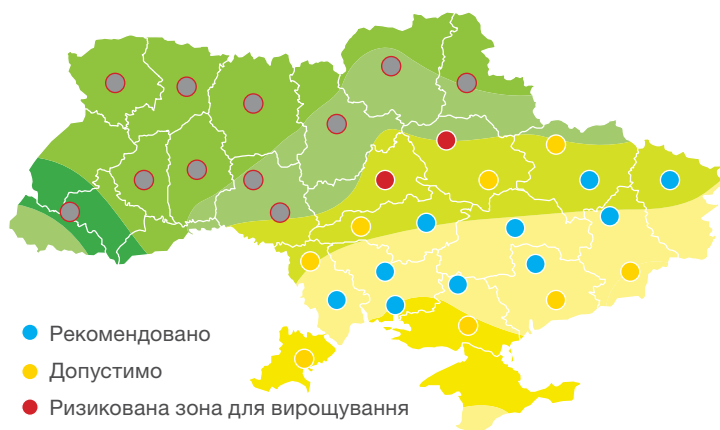 Рекомендовано
Допустимо
Ризикована зона для вирощування